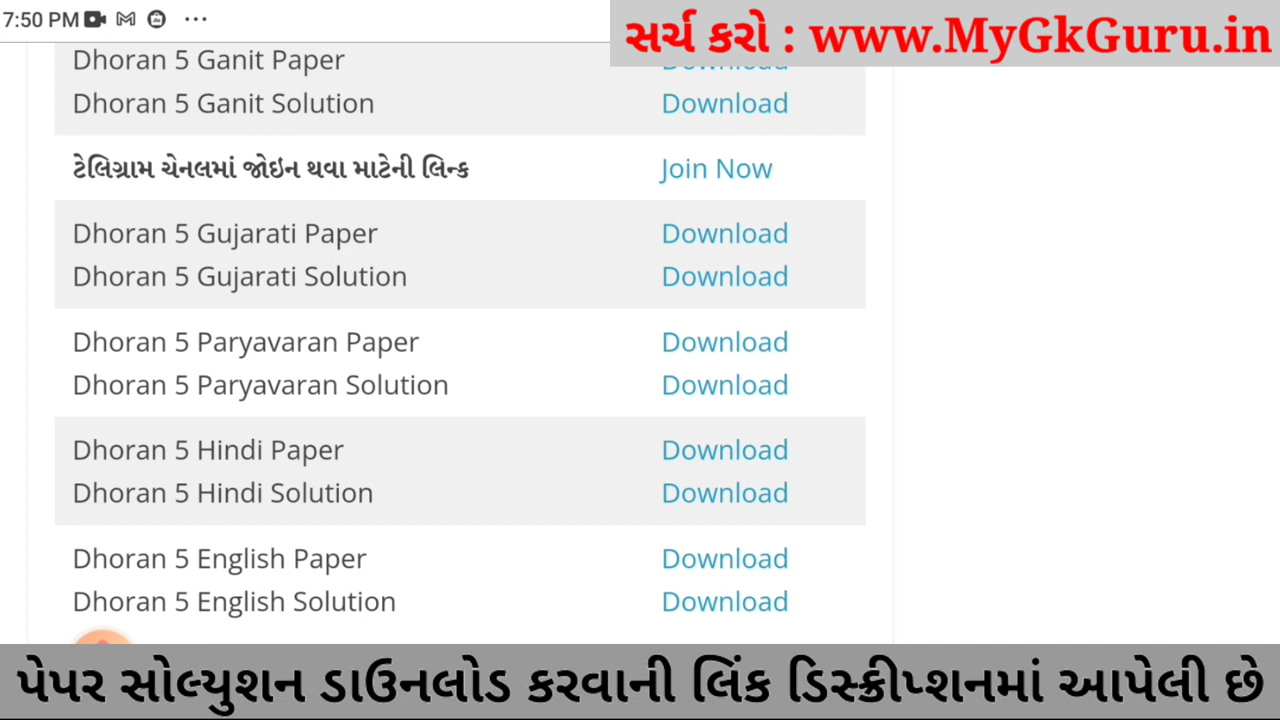 7:50 PM
સર્ચ કરો : www.MyGkGuru.in
Dhoran 5 Ganit Paper Download
Dhoran 5 Ganit Solution Download
ટેલિગ્રામ ચેનલમાં જોઇન થવા માટેની લિન્ક Join Now
Dhoran 5 Gujarati Paper Download
Dhoran 5 Gujarati Solution Download
Dhoran 5 Paryavaran Paper Download
Dhoran 5 Paryavaran Solution Download
Dhoran 5 Hindi Paper Download
Dhoran 5 Hindi Solution Download
Dhoran 5 English Paper Download
Dhoran 5 English Solution Download
પેપર સોલ્યુશન ડાઉનલોડ કરવાની લિંક ડિસ્ક્રીપ્શનમાં આપેલી છે